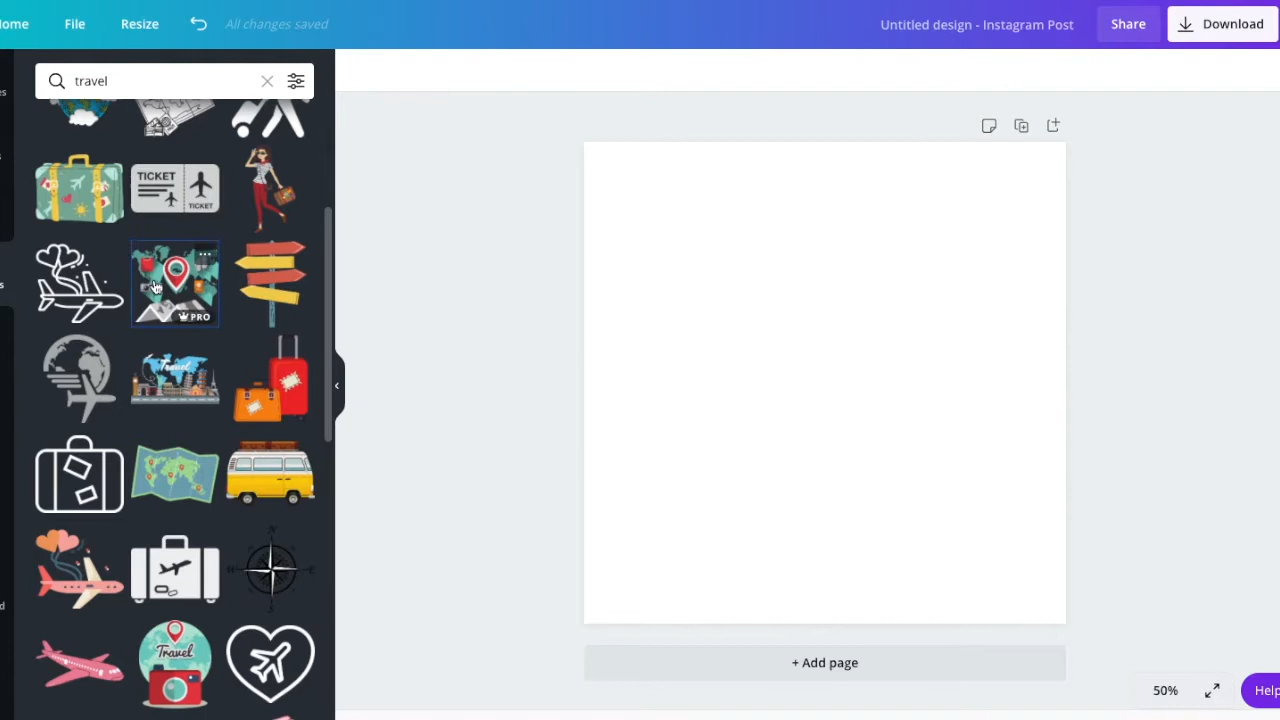 Home
File
Resize
All changes saved
Untitled design - Instagram Post
Share
Download
travel
TICKET
TICKET
PRO
Travel
N
S
Travel
+ Add page
50%
Help